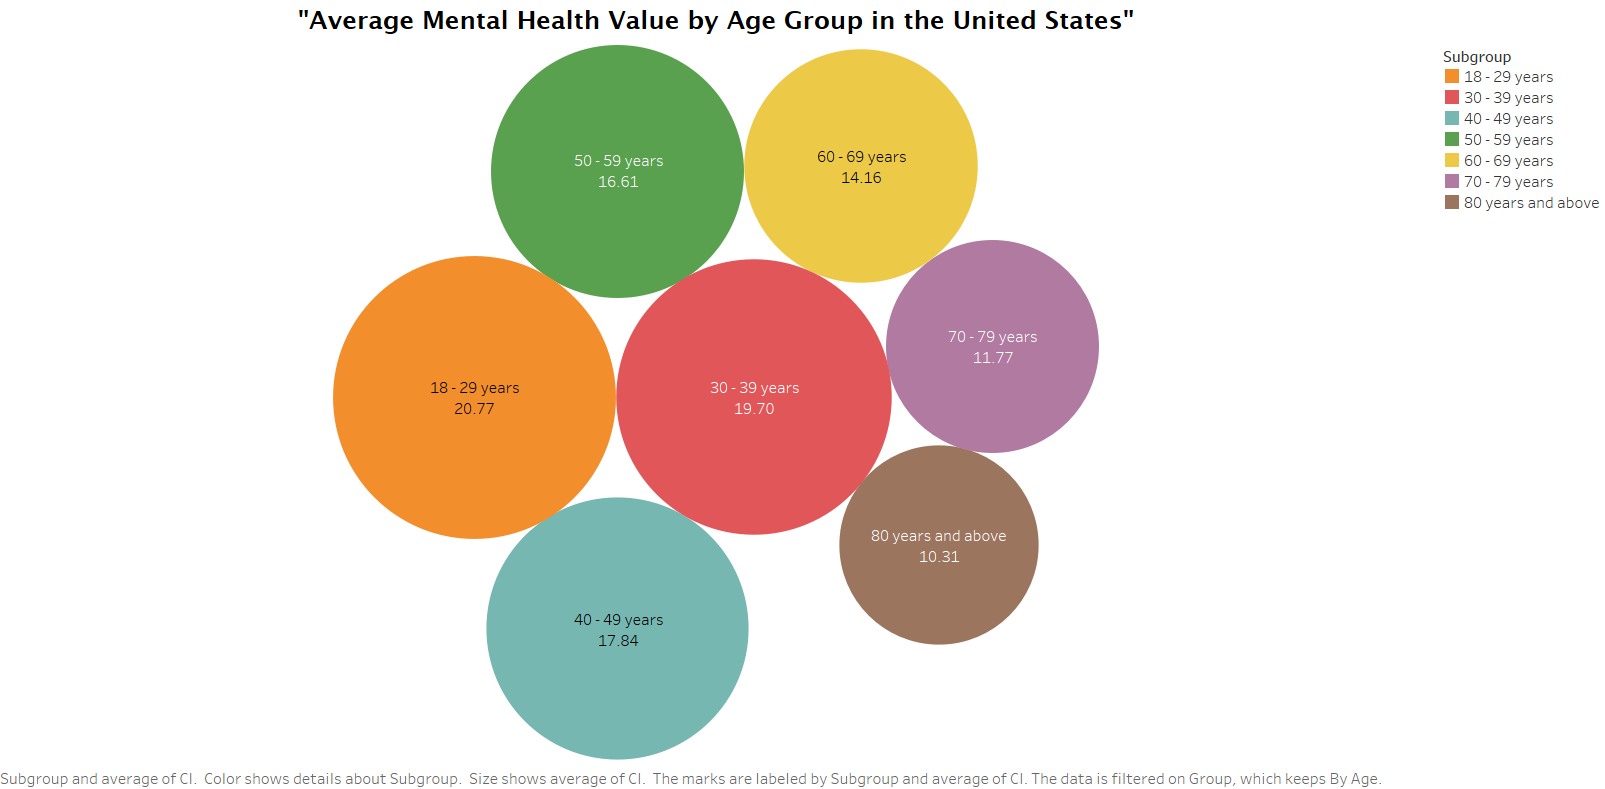 "Average Mental Health Value by Age Group in the United States"
Subgroup
18 - 29 years
30 - 39 years
40 - 49 years
50 - 59 years
60 - 69 years
70 - 79 years
80 years and above
50 - 59 years
16.61
60 - 69 years
14.16
70 - 79 years
11.77
18 - 29 years
20.77
30 - 39 years
19.70
80 years and above
10.31
40 - 49 years
17.84
Subgroup and average of CI.  Color shows details about Subgroup.  Size shows average of CI.  The marks are labeled by Subgroup and average of CI. The data is filtered on Group, which keeps By Age.